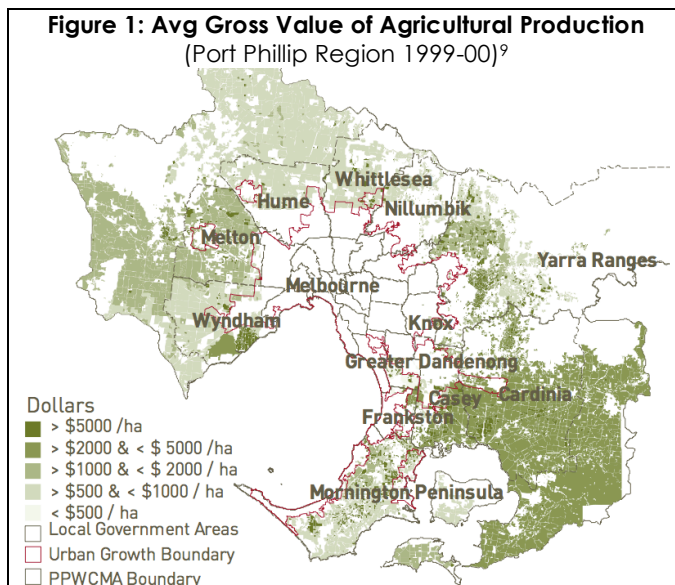 Figure 1: Avg Gross Value of Agricultural Production
(Port Phillip Region 1999-00)⁹
Whittlesea
Hume
Nillumbik
Melton
Yarra Ranges
Melbourne
Wyndham
Knox
Greater Dandenong
Cardinia
Casey
Frankston
Mornington Peninsula
Dollars
> $5000 /ha
> $2000 & < $ 5000 /ha
> $1000 & < $ 2000 / ha
> $500 & < $1000 / ha
< $500 / ha
Local Government Areas
Urban Growth Boundary
PPWCMA Boundary